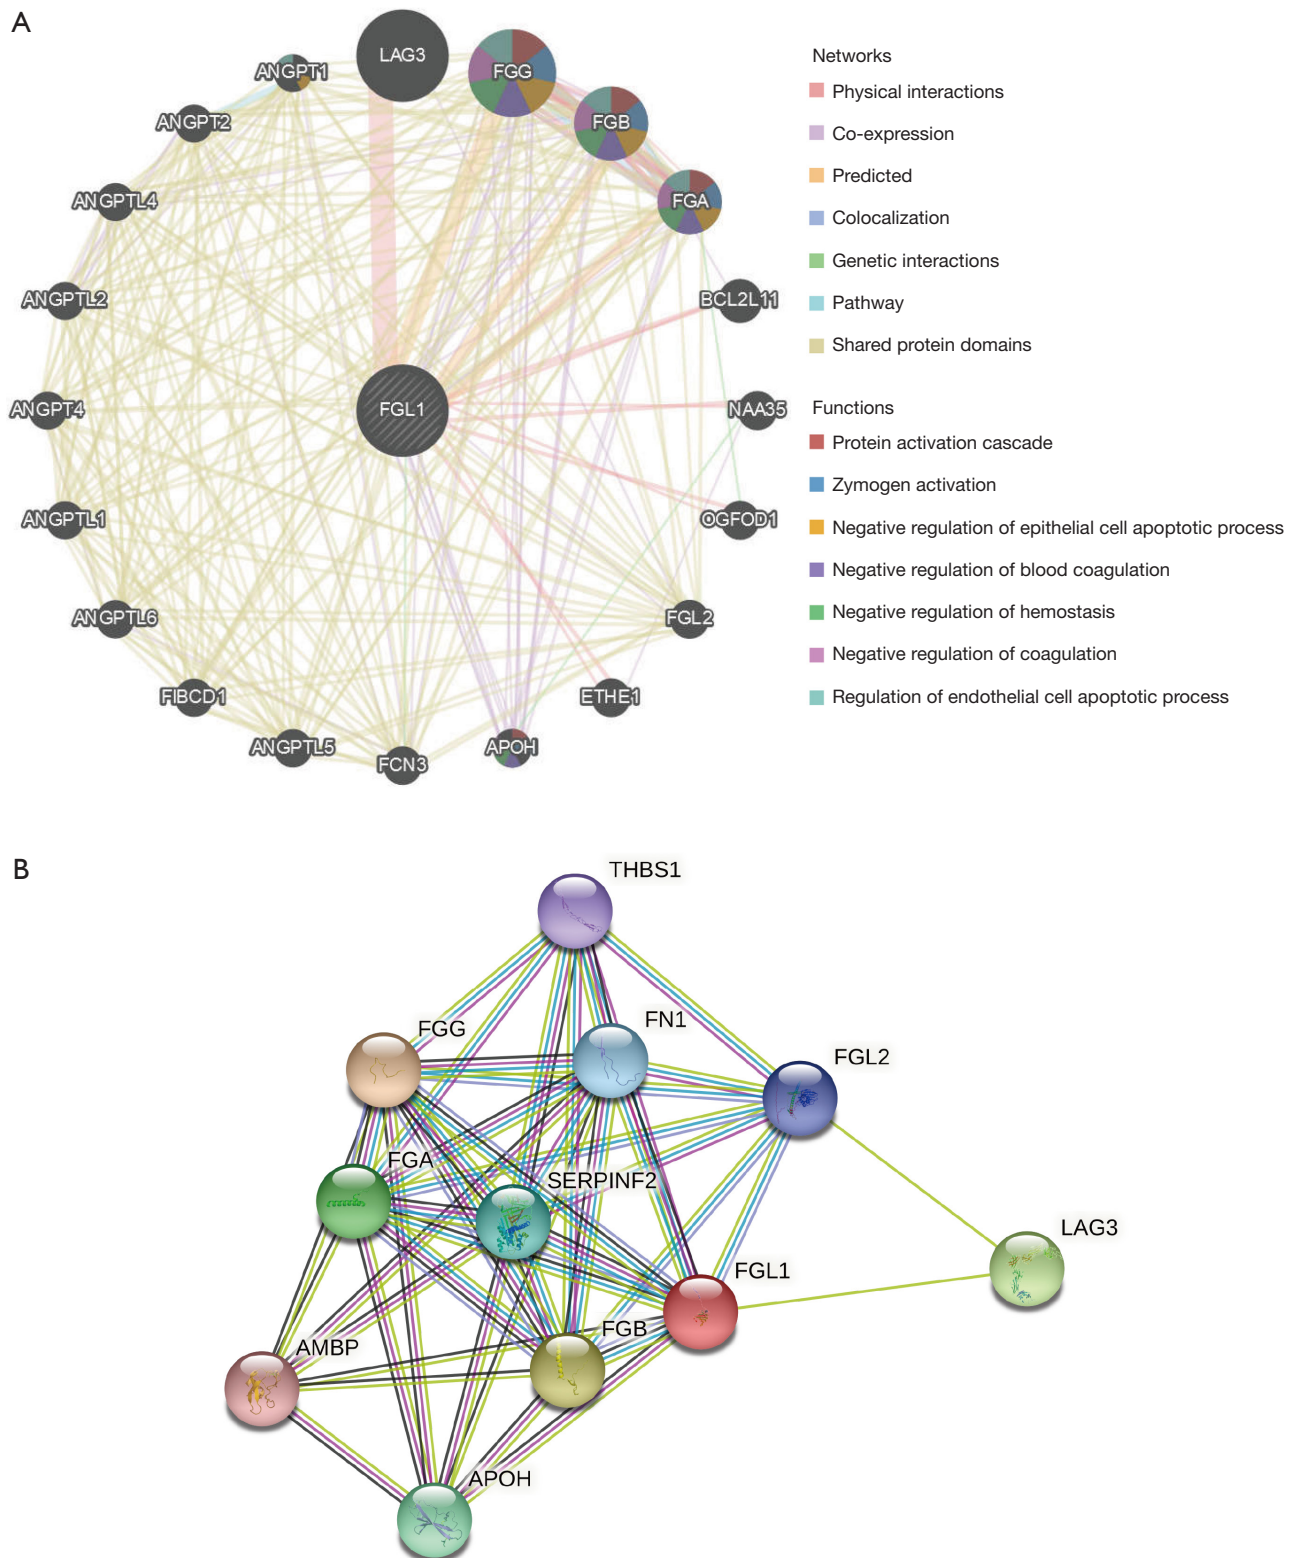 A
LAG3
FGG
ANGPT1
FGB
ANGPT2
FGA
ANGPTL4
BCL2L11
ANGPTL2
FGL1
NAA35
ANGPT4
OGFOD1
ANGPTL1
FGL2
ANGPTL6
ETHE1
FIBCD1
APOH
ANGPTL5
FCN3
Networks
Physical interactions
Co-expression
Predicted
Colocalization
Genetic interactions
Pathway
Shared protein domains
Functions
Protein activation cascade
Zymogen activation
Negative regulation of epithelial cell apoptotic process
Negative regulation of blood coagulation
Negative regulation of hemostasis
Negative regulation of coagulation
Regulation of endothelial cell apoptotic process
B
THBS1
FGG
FN1
FGL2
FGA
SERPINF2
LAG3
FGL1
FGB
AMBP
APOH